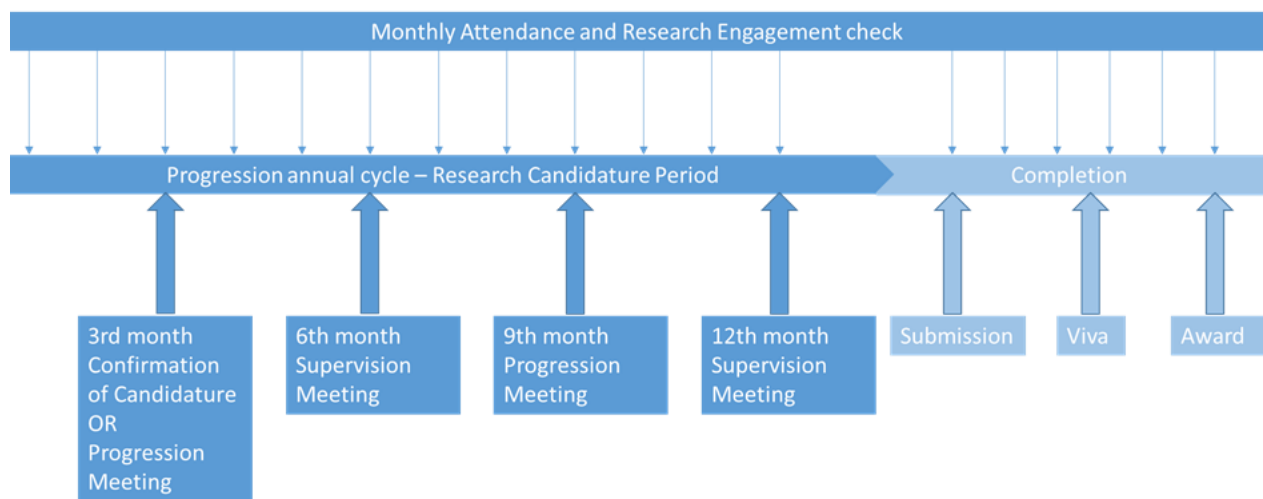 Monthly Attendance and Research Engagement check
Progression annual cycle – Research Candidature Period
Completion
3rd month
Confirmation
of Candidature
OR
Progression
Meeting
6th month
Supervision
Meeting
9th month
Progression
Meeting
12th month
Supervision
Meeting
Submission
Viva
Award